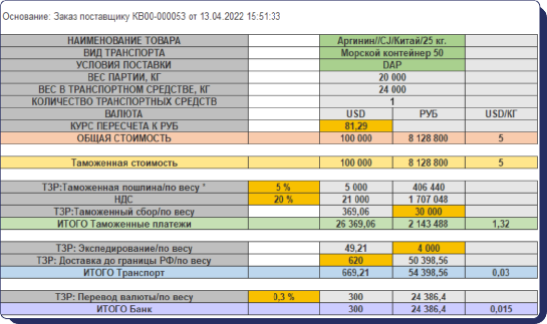 Основание: Заказ поставщику КВ00-000053 от 13.04.2022 15:51:33
НАИМЕНОВАНИЕ ТОВАРА Аргинин//CJ/Китай/25 кг.
ВИД ТРАНСПОРТА Морской контейнер 50
УСЛОВИЯ ПОСТАВКИ DAP
ВЕС ПАРТИИ, КГ 20 000
ВЕС В ТРАНСПОРТНОМ СРЕДСТВЕ, КГ 24 000
КОЛИЧЕСТВО ТРАНСПОРТНЫХ СРЕДСТВ 1
ВАЛЮТА USD РУБ USD/КГ
КУРС ПЕРЕСЧЕТА К РУБ 81,29
ОБЩАЯ СТОИМОСТЬ 100 000 8 128 800 5
Таможенная стоимость 100 000 8 128 800 5
ТЗР:Таможенная пошлина/по весу * 5 % 5 000 406 440
НДС 20 % 21 000 1 707 048
ТЗР:Таможенный сбор/по весу 369,06 30 000
ИТОГО Таможенные платежи 26 369,06 2 143 488 1,32
ТЗР: Экспедирование/по весу 49,21 4 000
ТЗР: Доставка до границы РФ/по весу 620 50 398,56
ИТОГО Транспорт 669,21 54 398,56 0,03
ТЗР: Перевод валюты/по весу 0,3 % 300 24 386,4
ИТОГО Банк 300 24 386,4 0,015